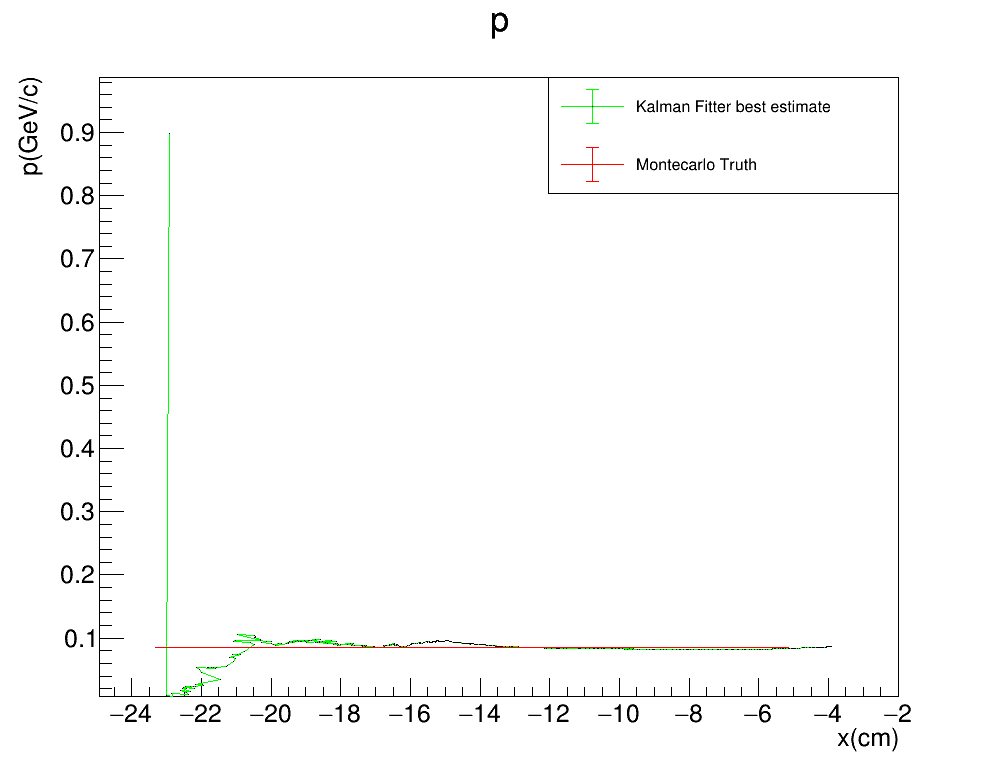 p
p(GeV/c)
Kalman Fitter best estimate
Montecarlo Truth
0.9
0.8
0.7
0.6
0.5
0.4
0.3
0.2
0.1
−24 −22 −20 −18 −16 −14 −12 −10 −8 −6 −4 −2
x(cm)